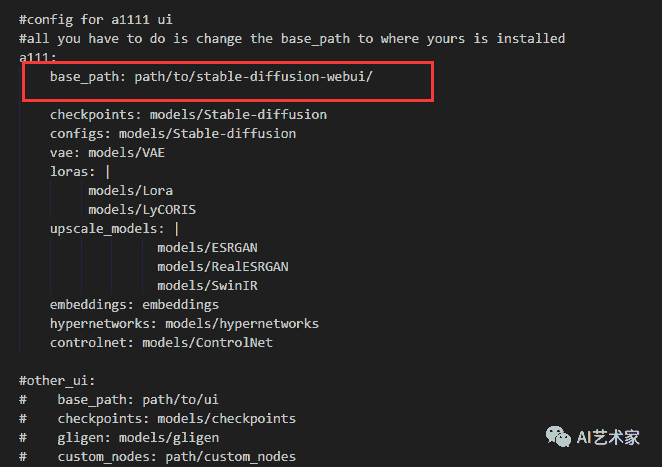 #config for a1111 ui
#all you have to do is change the base_path to where yours is installed
a111:
    base_path: path/to/stable-diffusion-webui/

    checkpoints: models/Stable-diffusion
    configs: models/Stable-diffusion
    vae: models/VAE
    loras: |
         models/Lora
         models/LyCORIS
    upscale_models: |
                  models/ESRGAN
                  models/RealESRGAN
                  models/SwinIR
    embeddings: embeddings
    hypernetworks: models/hypernetworks
    controlnet: models/ControlNet

#other_ui:
#    base_path: path/to/ui
#    checkpoints: models/checkpoints
#    gligen: models/gligen
#    custom_nodes: path/custom_nodes
AI艺术家